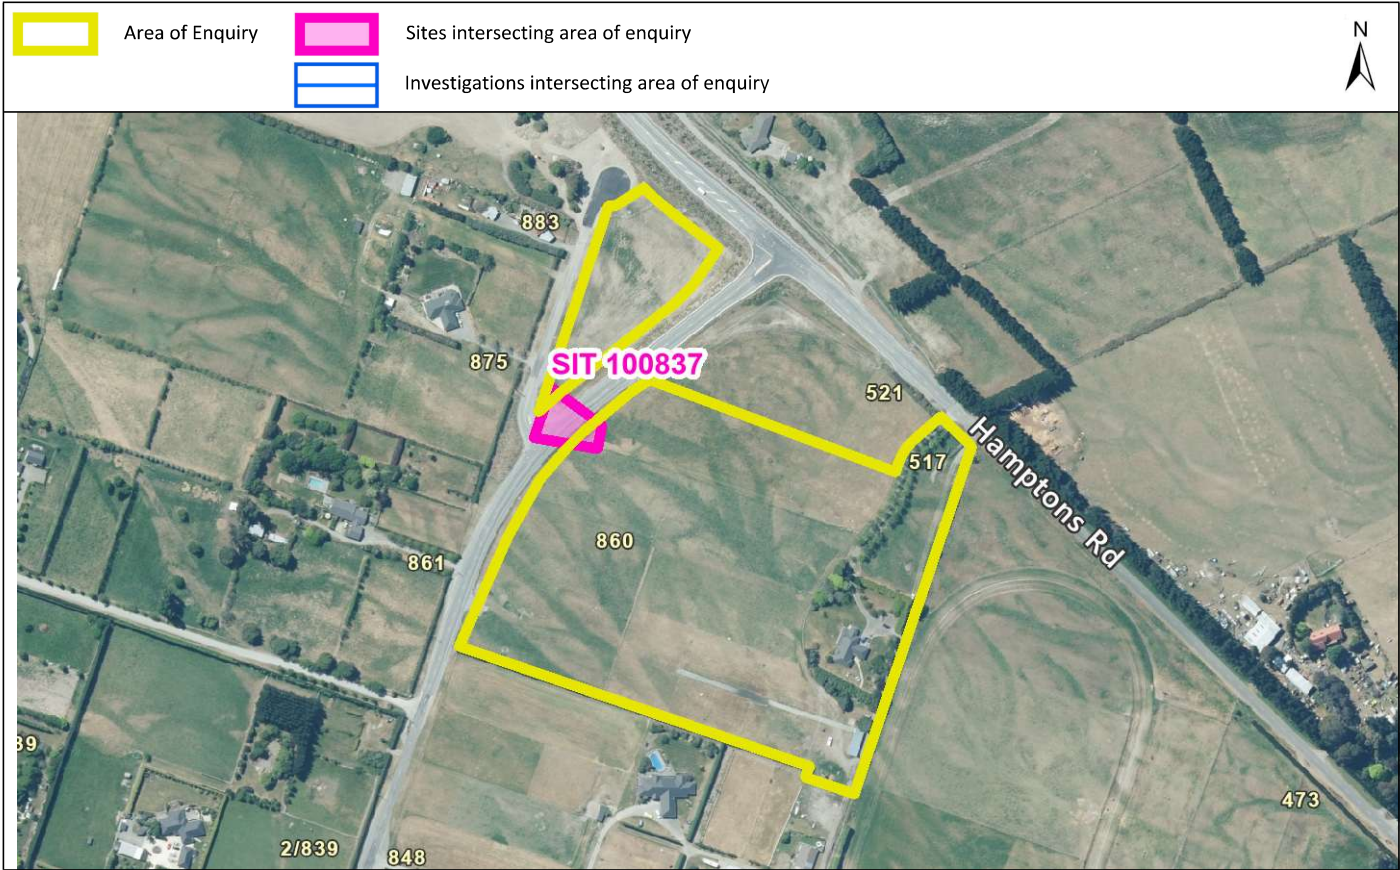 Area of Enquiry
Sites intersecting area of enquiry
N
Investigations intersecting area of enquiry
883
SIT 100837
875
521
Hamptons Rd
517
860
861
39
473
2/839
848